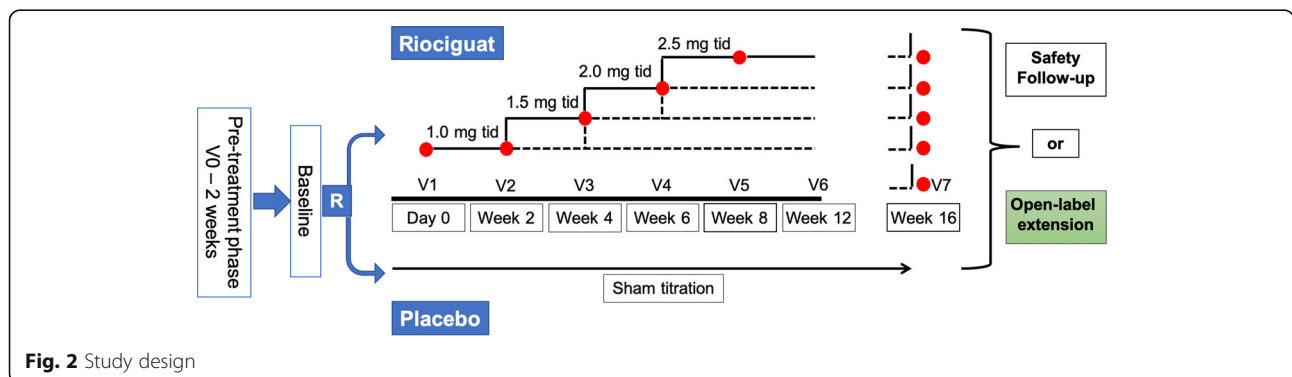 Pre-treatment phase
V0 – 2 weeks
Baseline
R
Riociguat
1.0 mg tid
1.5 mg tid
2.0 mg tid
2.5 mg tid
V1 V2 V3 V4 V5 V6 V7
Day 0 Week 2 Week 4 Week 6 Week 8 Week 12 Week 16
Sham titration
Placebo
Safety
Follow-up
or
Open-label
extension
Fig. 2 Study design